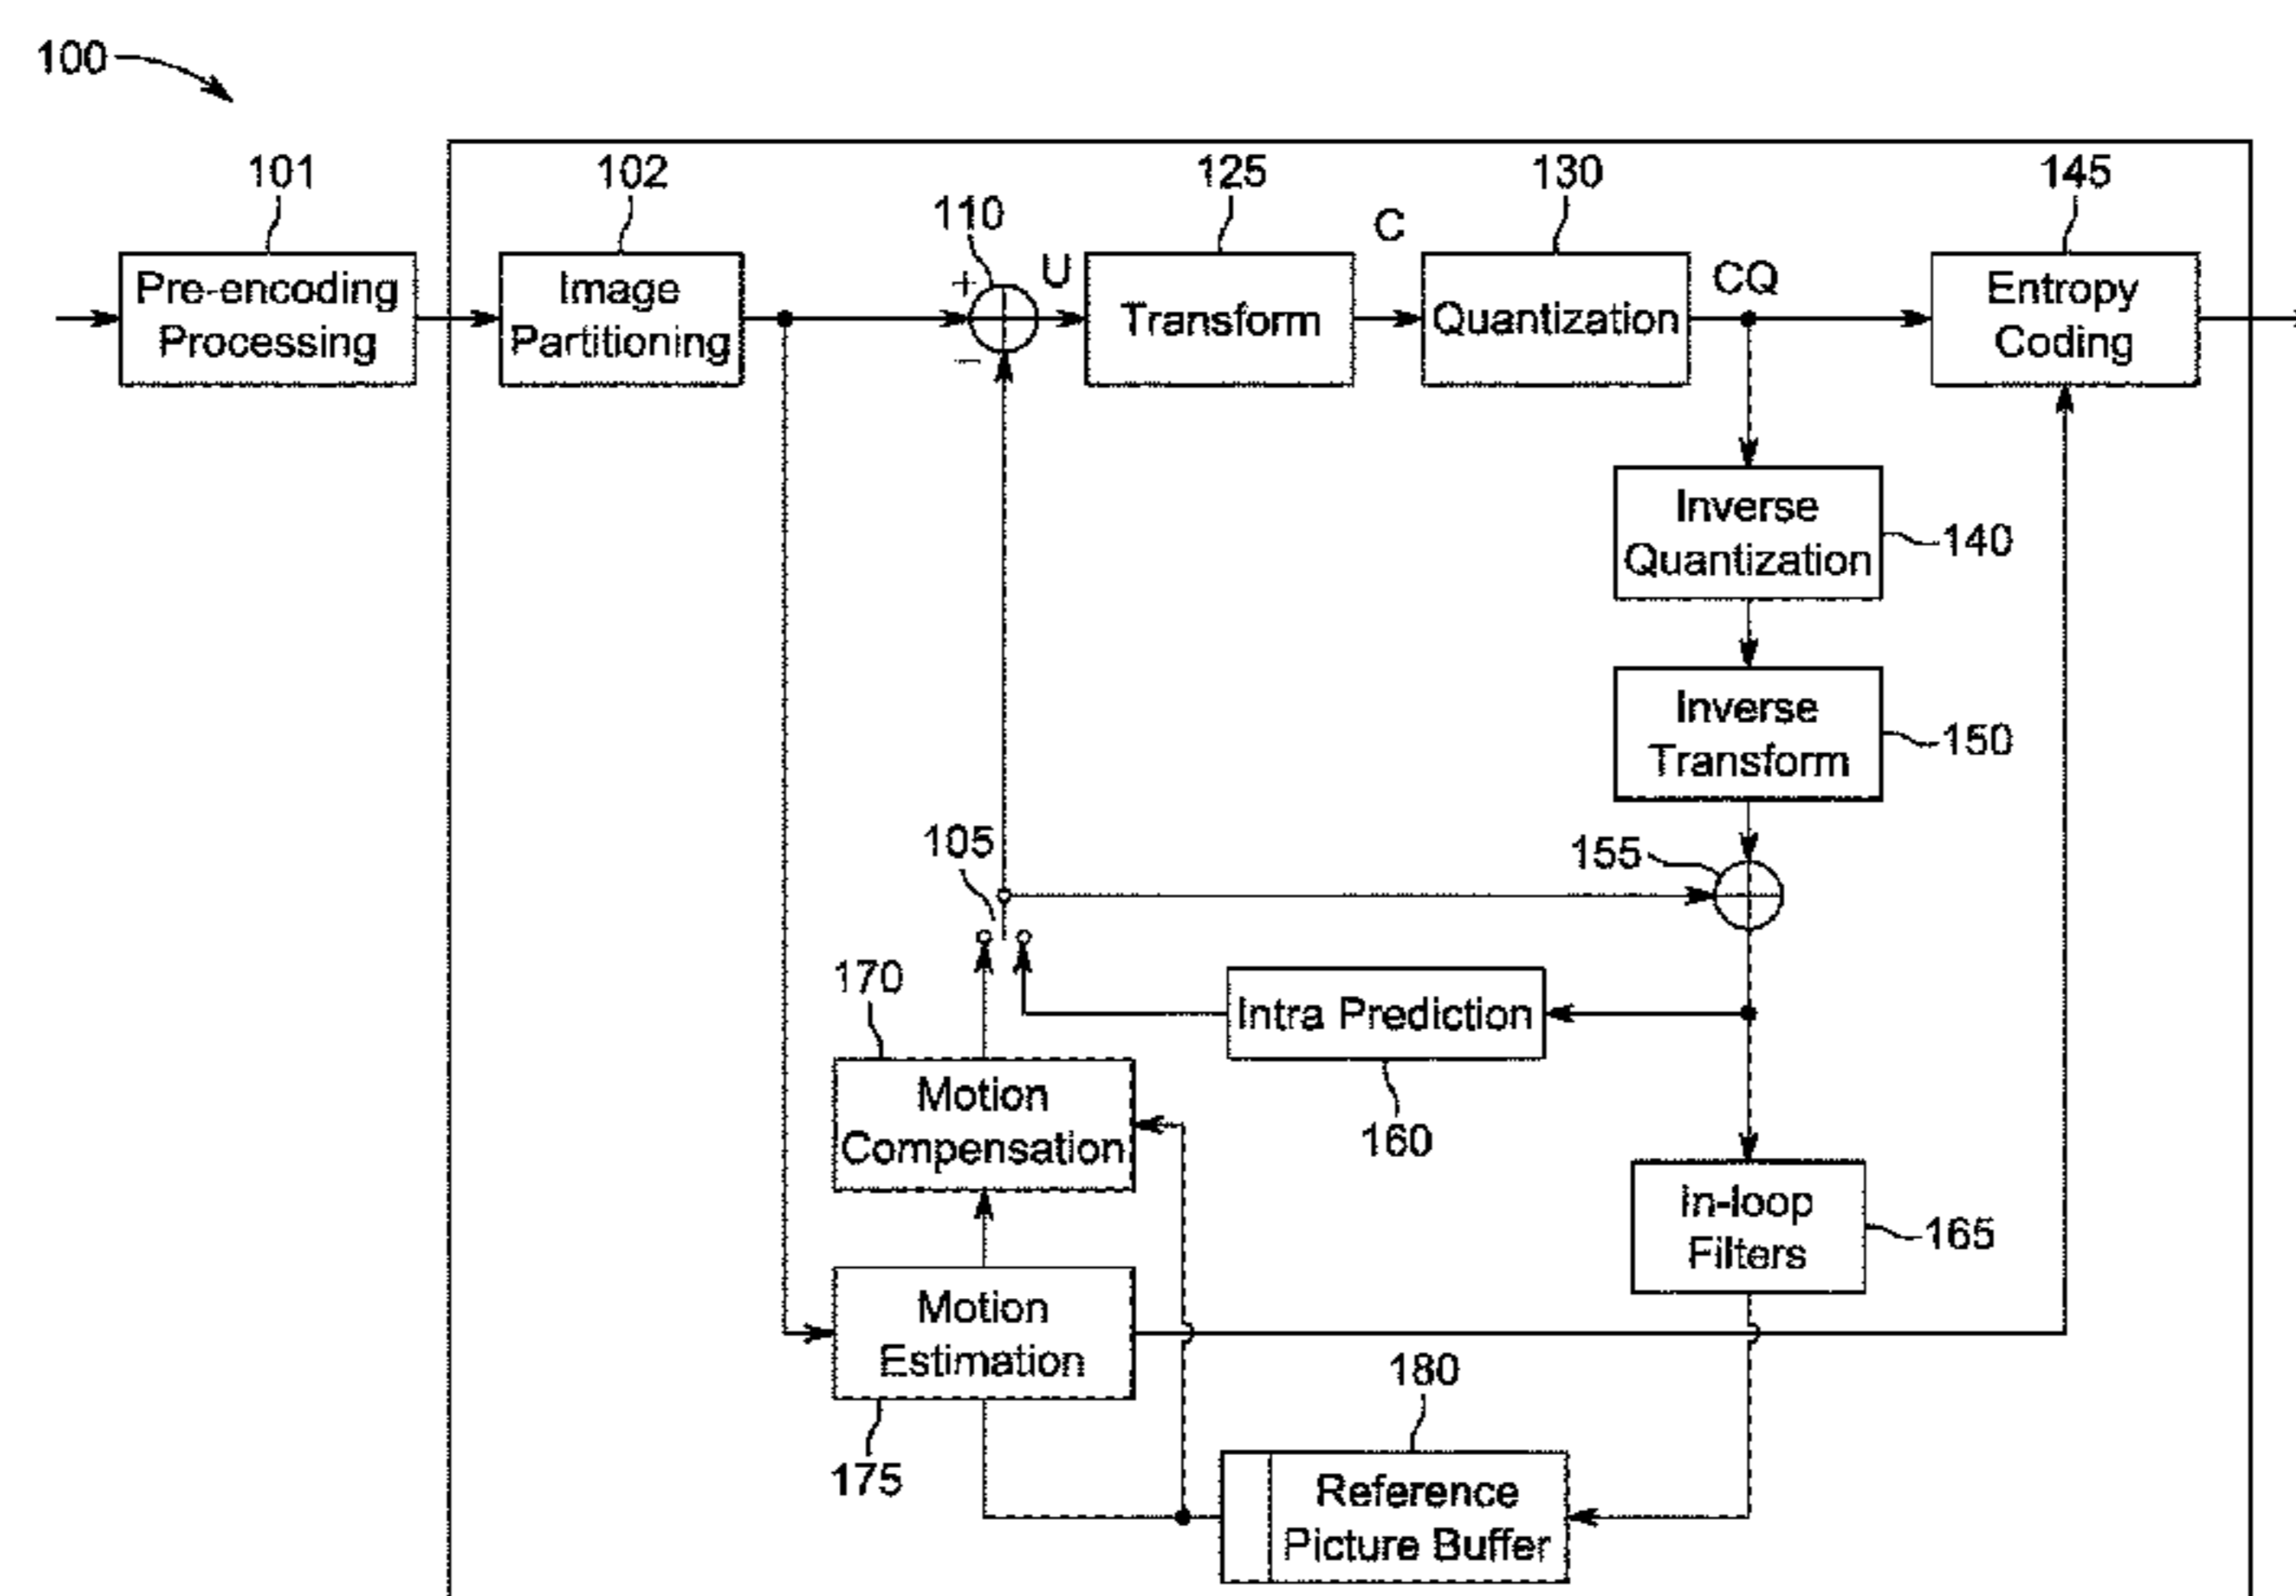 100
101
102
110
125
130
145
Pre-encoding
Processing
Image
Partitioning
+
−
U
Transform
C
Quantization
CQ
Entropy
Coding
Inverse
Quantization
140
Inverse
Transform
150
155
105
170
Intra Prediction
160
Motion
Compensation
In-loop
Filters
165
Motion
Estimation
175
180
Reference
Picture Buffer